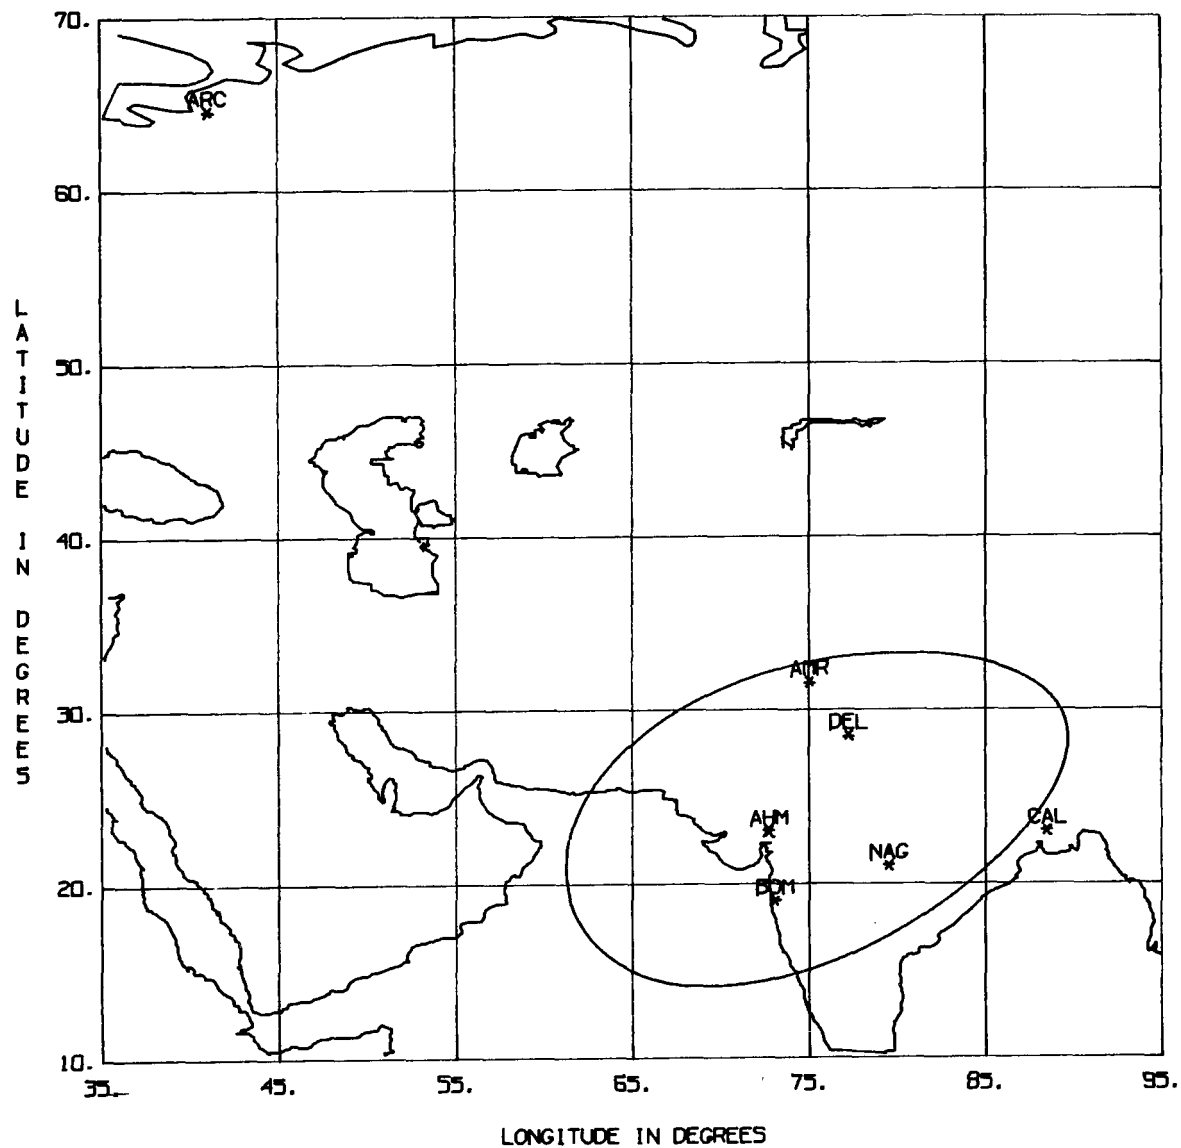 70.
ARC
60.
50.
40.
AMR
30.
DEL
AHM
CAL
NAG
20.
BOM
10.
35.
45.
55.
65.
75.
85.
95.
LATITUDE IN DEGREES
LONGITUDE IN DEGREES